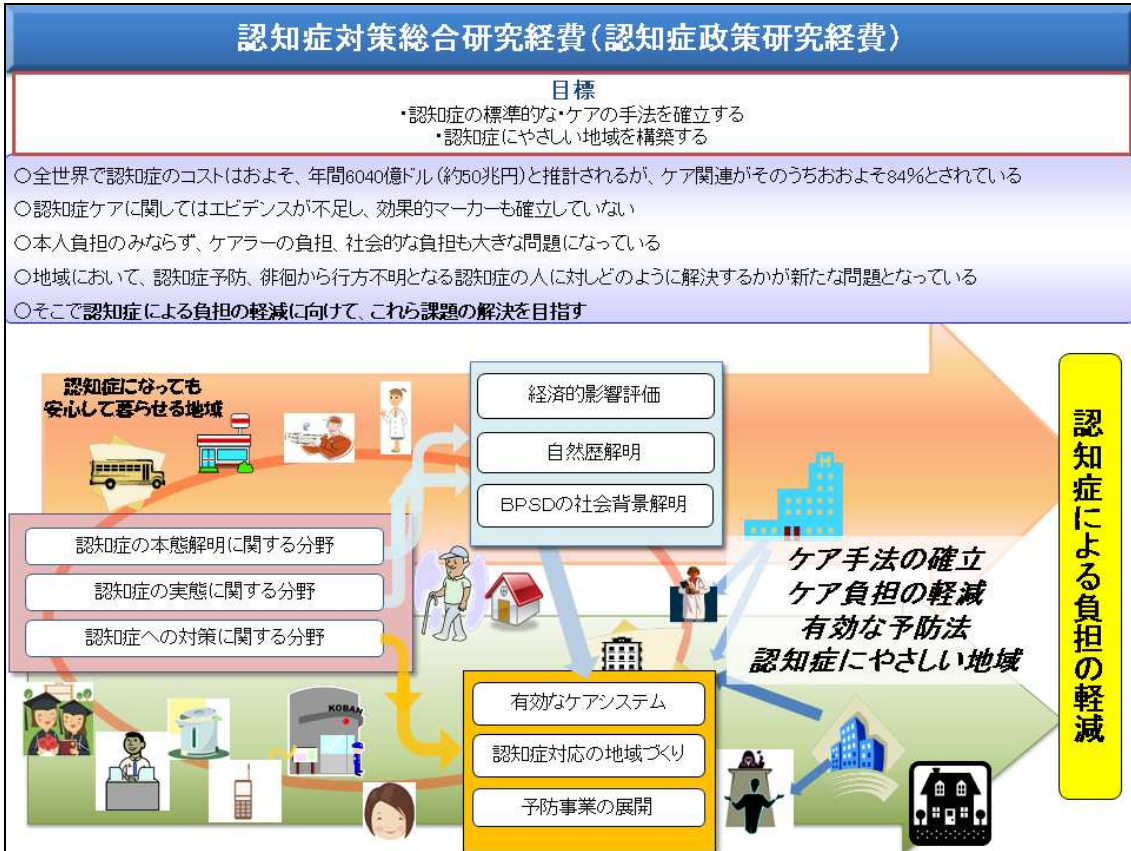 認知症対策総合研究経費(認知症政策研究経費)
目標
・認知症の標準的な・ケアの手法を確立する
・認知症にやさしい地域を構築する
○全世界で認知症のコストはおよそ、年間6040億ドル(約50兆円)と推計されるが、ケア関連がそのうちおおよそ84%とされている
○認知症ケアに関してはエビデンスが不足し、効果的マーカーも確立していない
○本人負担のみならず、ケアラーの負担、社会的な負担も大きな問題になっている
○地域において、認知症予防、徘徊から行方不明となる認知症の人に対しどのように解決するかが新たな問題となっている
○そこで認知症による負担の軽減に向けて、これら課題の解決を目指す
認知症になっても
安心して暮らせる地域
経済的影響評価
自然歴解明
BPSDの社会背景解明
認知症の本態解明に関する分野
認知症の実態に関する分野
認知症への対策に関する分野
ケア手法の確立
ケア負担の軽減
有効な予防法
認知症にやさしい地域
H
KOBAN
有効なケアシステム
認知症対応の地域づくり
予防事業の展開
認知症による負担の軽減